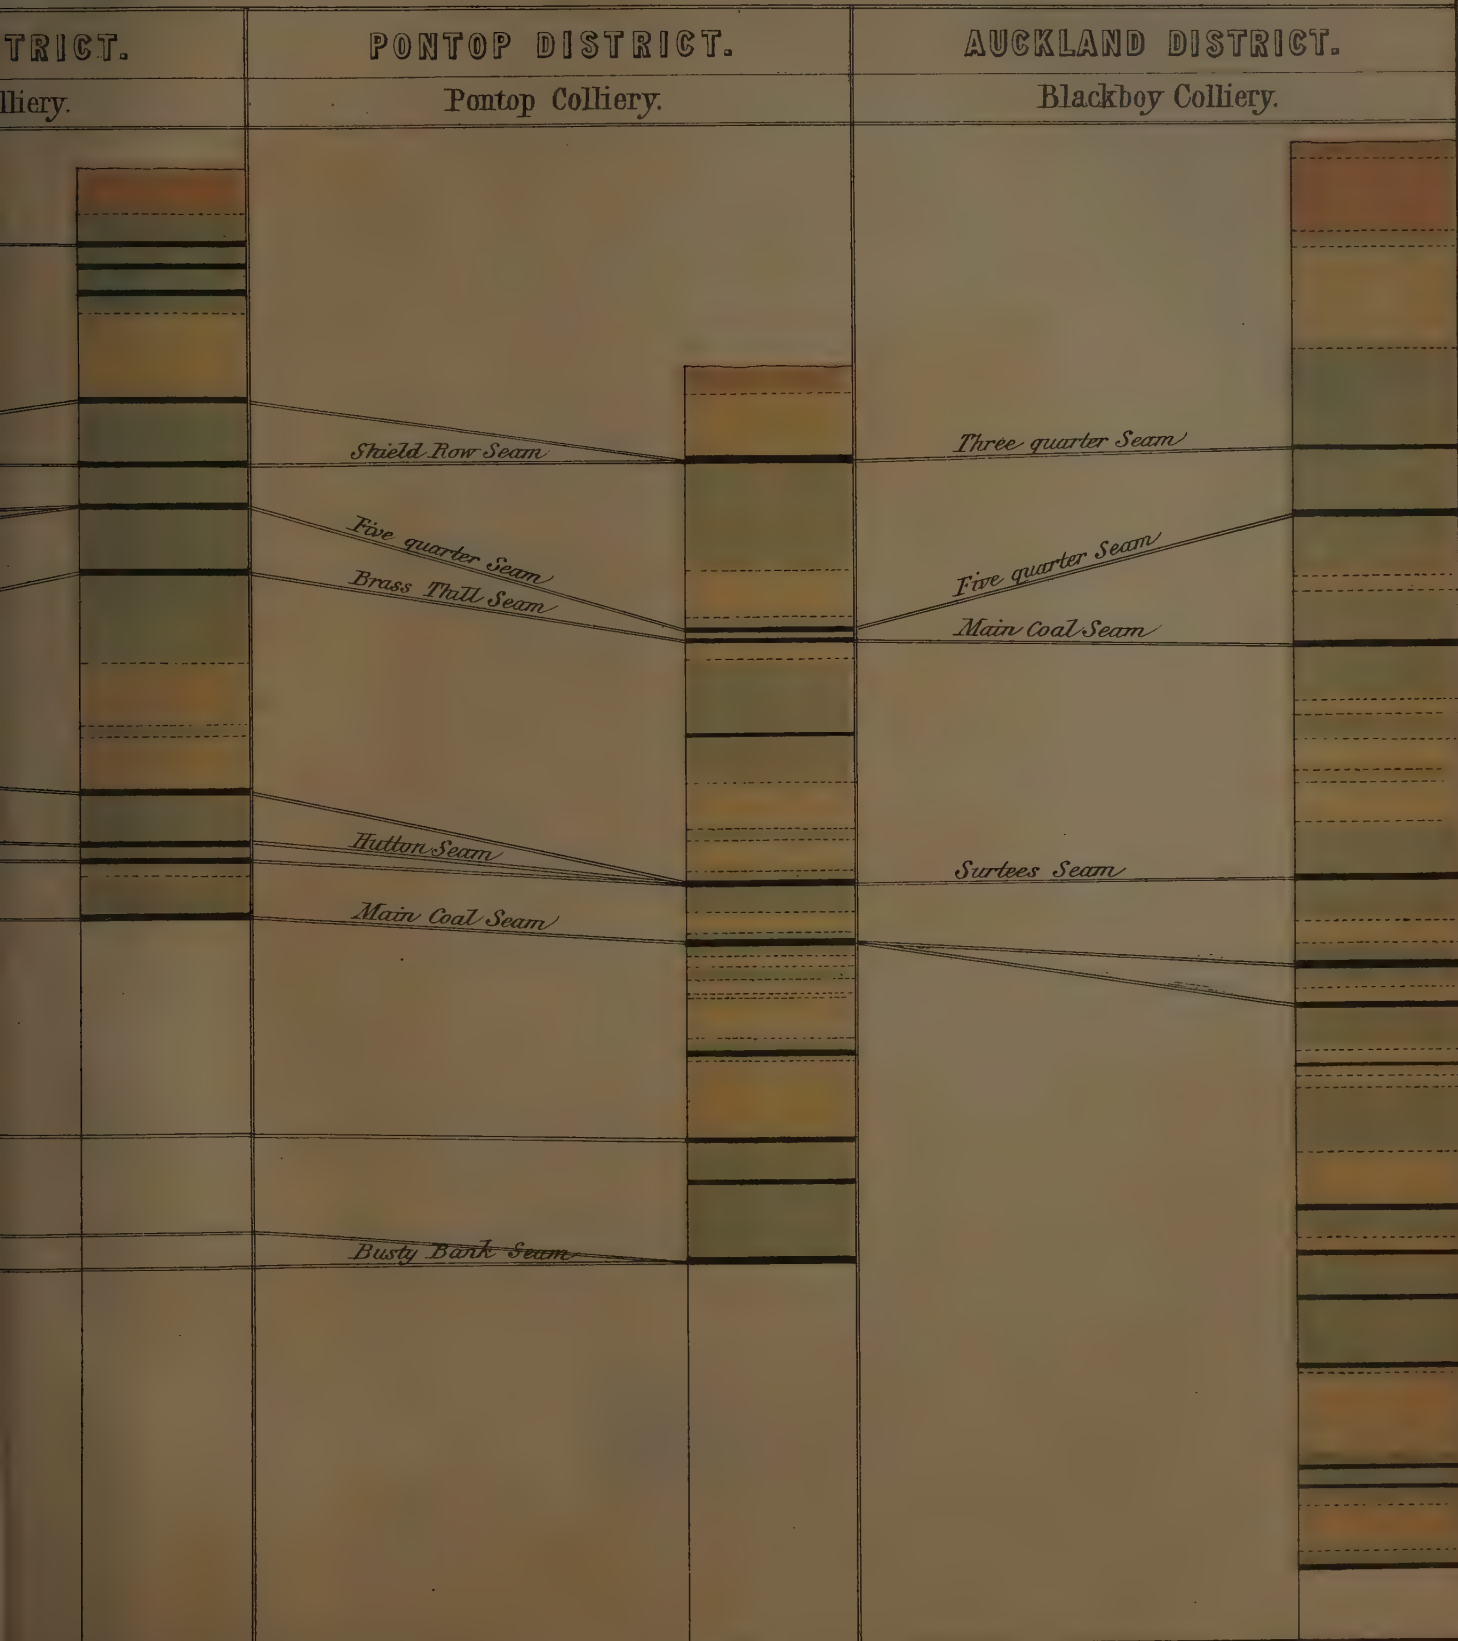 TRICT.
lliery.
PONTOP DISTRICT.
Pontop Colliery.
Shield Row Seam
Five quarter Seam
Brass Thill Seam
Hutton Seam
Main Coal Seam
Busty Bank Seam
AUCKLAND DISTRICT.
Blackboy Colliery.
Three quarter Seam
Five quarter Seam
Main Coal Seam
Surtees Seam